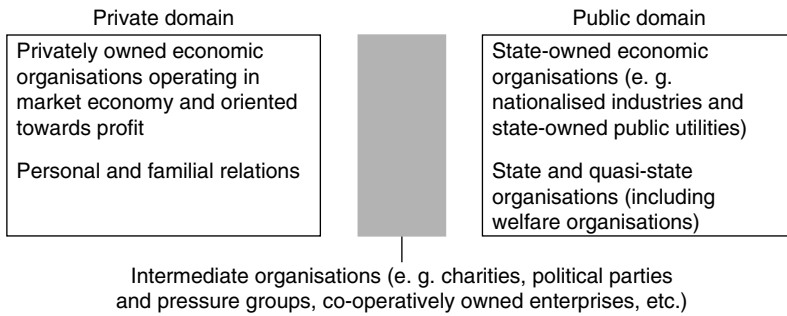 Private domain
Public domain
Privately owned economic
organisations operating in
market economy and oriented
towards profit
Personal and familial relations
State-owned economic
organisations (e. g.
nationalised industries and
state-owned public utilities)
State and quasi-state
organisations (including
welfare organisations)
Intermediate organisations (e. g. charities, political parties
and pressure groups, co-operatively owned enterprises, etc.)